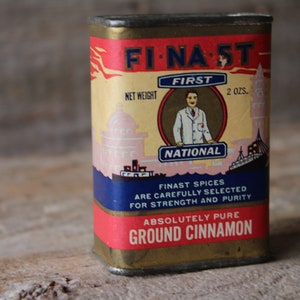 FI·NA·ST
FIRST
NET WEIGHT 2 OZS.
NATIONAL
FINAST SPICES
ARE CAREFULLY SELECTED
FOR STRENGTH AND PURITY
ABSOLUTELY PURE
GROUND CINNAMON